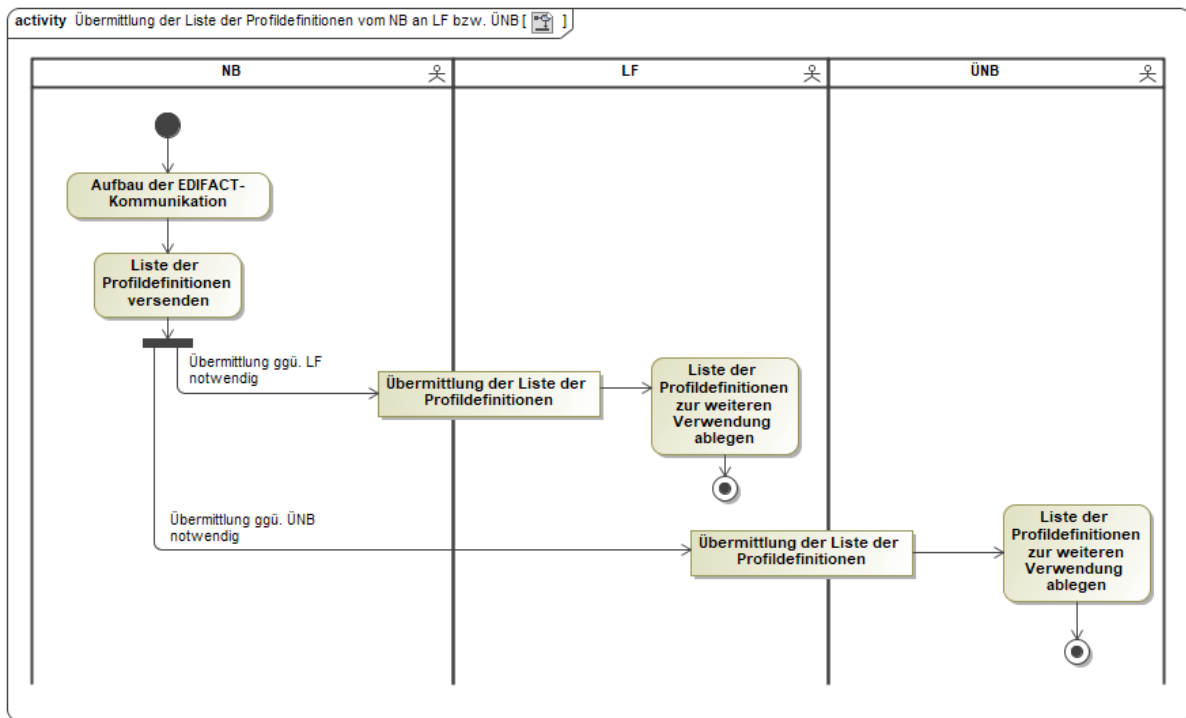 activity Übermittlung der Liste der Profildefinitionen vom NB an LF bzw. ÜNB [ ]
NB
LF
ÜNB
Aufbau der EDIFACT-
Kommunikation
Liste der
Profildefinitionen
versenden
Übermittlung ggü. LF
notwendig
Übermittlung der Liste der
Profildefinitionen
Liste der
Profildefinitionen
zur weiteren
Verwendung
ablegen
Übermittlung ggü. ÜNB
notwendig
Übermittlung der Liste der
Profildefinitionen
Liste der
Profildefinitionen
zur weiteren
Verwendung
ablegen